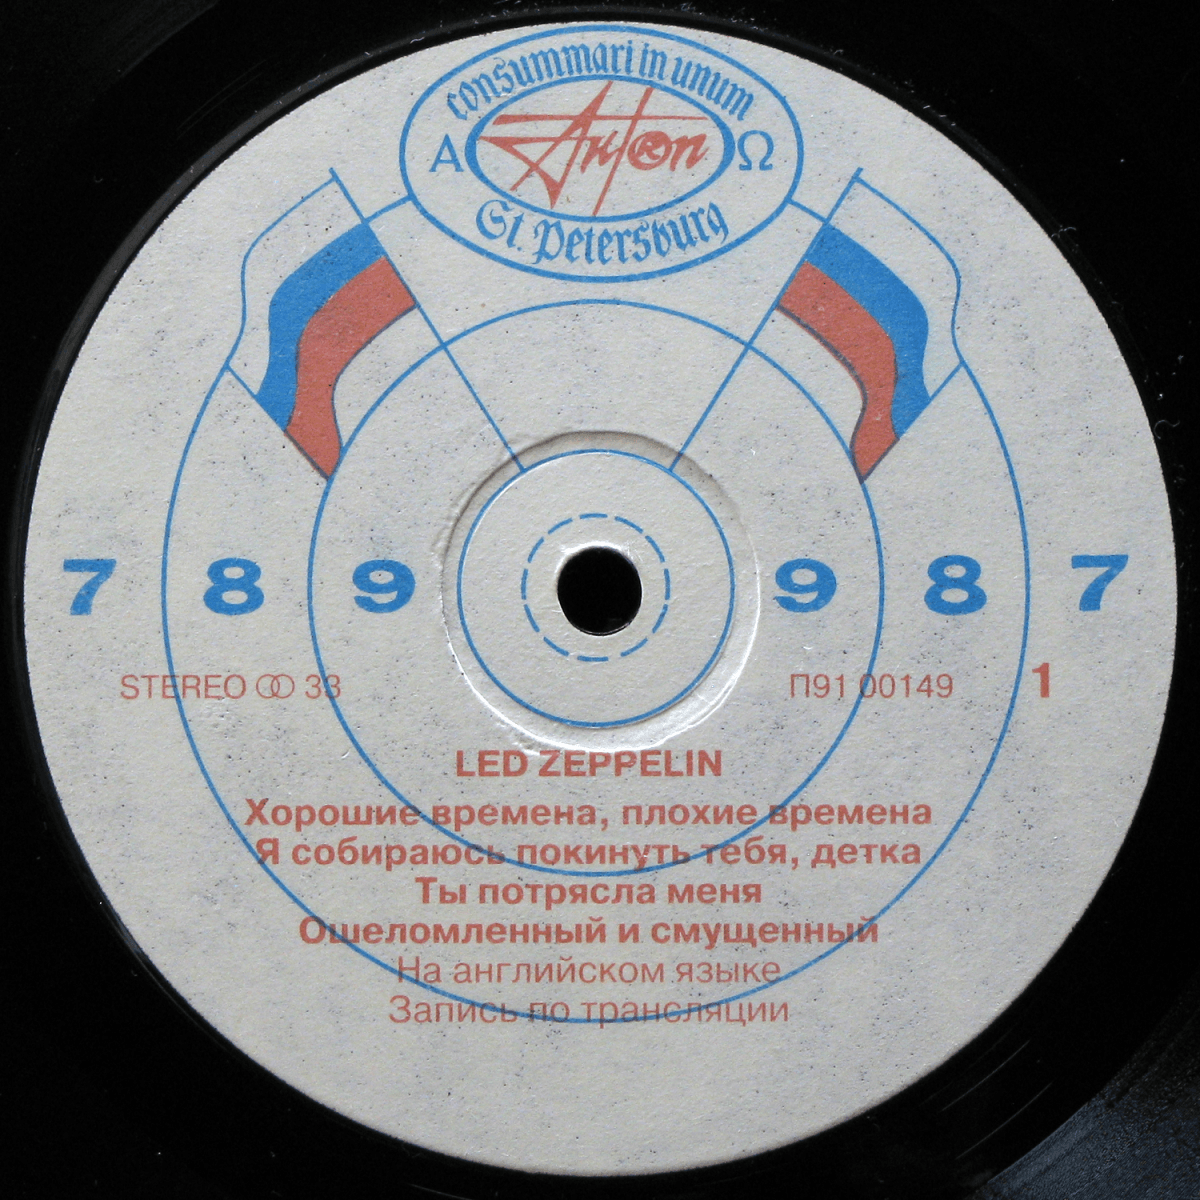 consummari in unum
Α АнТроп Ω
St. Petersburg
7 8 9 9 8 7
STEREO 33 П91 00149 1
LED ZEPPELIN
Хорошие времена, плохие времена
Я собираюсь покинуть тебя, детка
Ты потрясла меня
Ошеломленный и смущенный
На английском языке
Запись по трансляции